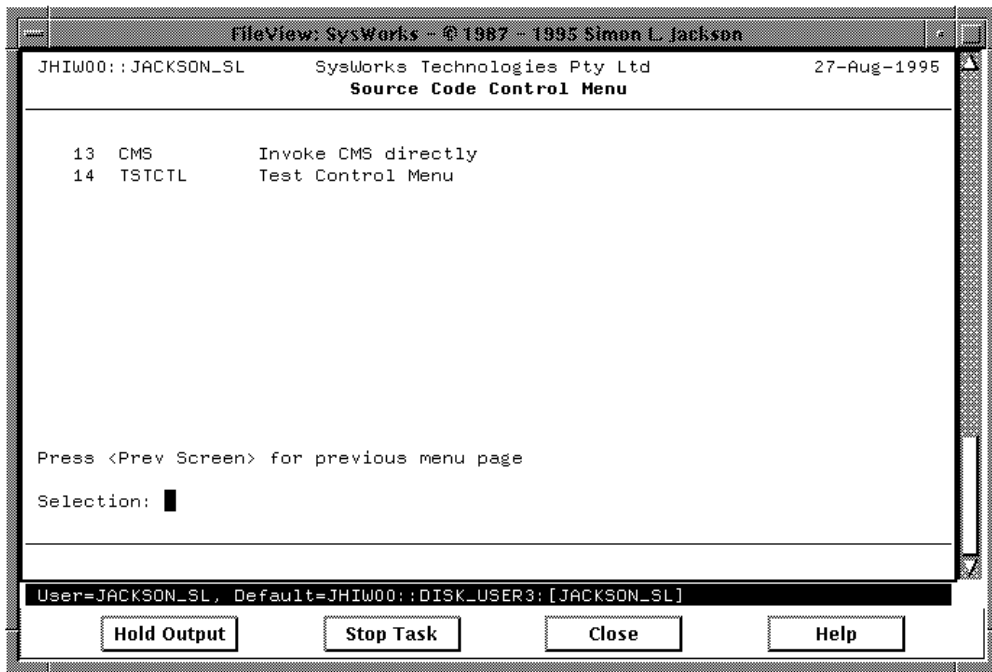 FileView: SysWorks - © 1987 - 1995 Simon L. Jackson
JHIW00::JACKSON_SL SysWorks Technologies Pty Ltd 27-Aug-1995
Source Code Control Menu
13 CMS Invoke CMS directly
14 TSTCTL Test Control Menu
Press <Prev Screen> for previous menu page
Selection:
User=JACKSON_SL, Default=JHIW00::DISK_USER3:[JACKSON_SL]
Hold Output Stop Task Close Help